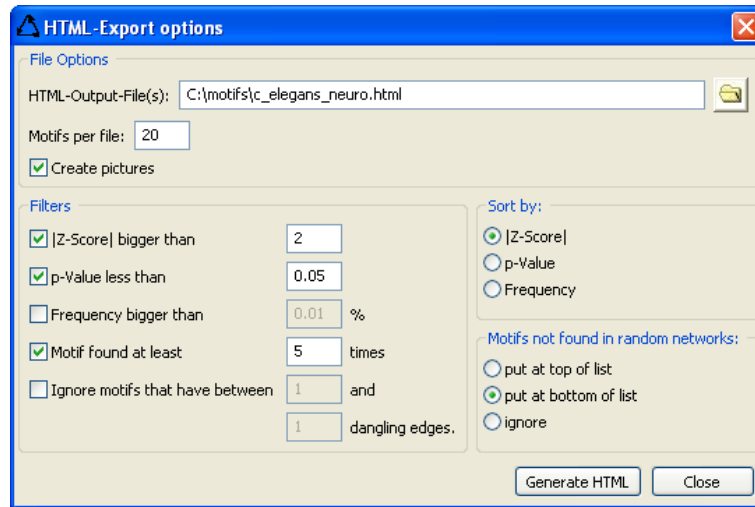 HTML-Export options
File Options
HTML-Output-File(s): C:\motifs\c_elegans_neuro.html
Motifs per file: 20
Create pictures
Filters
|Z-Score| bigger than 2
p-Value less than 0.05
Frequency bigger than 0.01 %
Motif found at least 5 times
Ignore motifs that have between 1 and
1 dangling edges.
Sort by:
|Z-Score|
p-Value
Frequency
Motifs not found in random networks:
put at top of list
put at bottom of list
ignore
Generate HTML Close